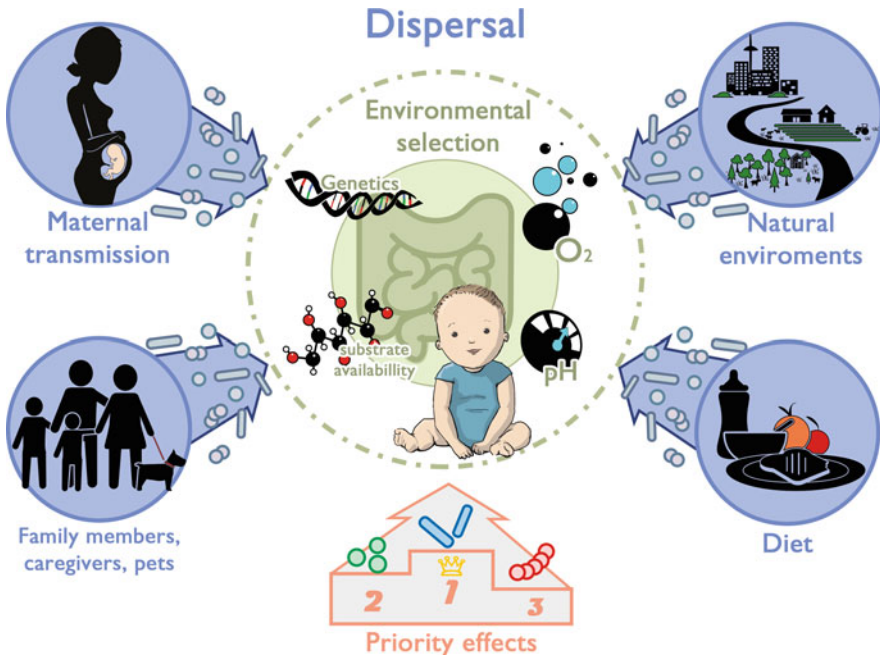 Dispersal
Environmental
selection
Genetics
O2
substrate
availabillity
pH
Maternal
transmission
Natural
enviroments
Family members,
caregivers, pets
Diet
2
1
3
Priority effects